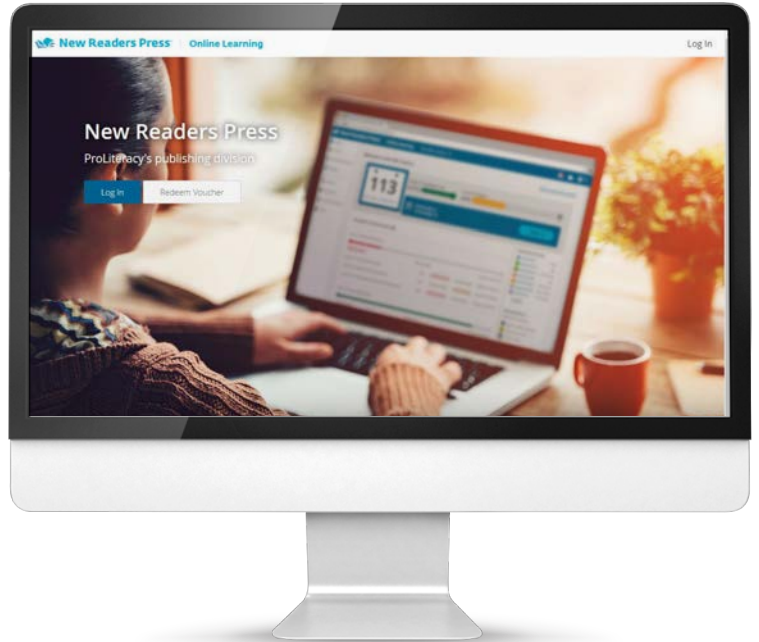 New Readers Press Online Learning
Log In
New Readers Press
ProLiteracy's publishing division
Log In
Redeem Voucher
113